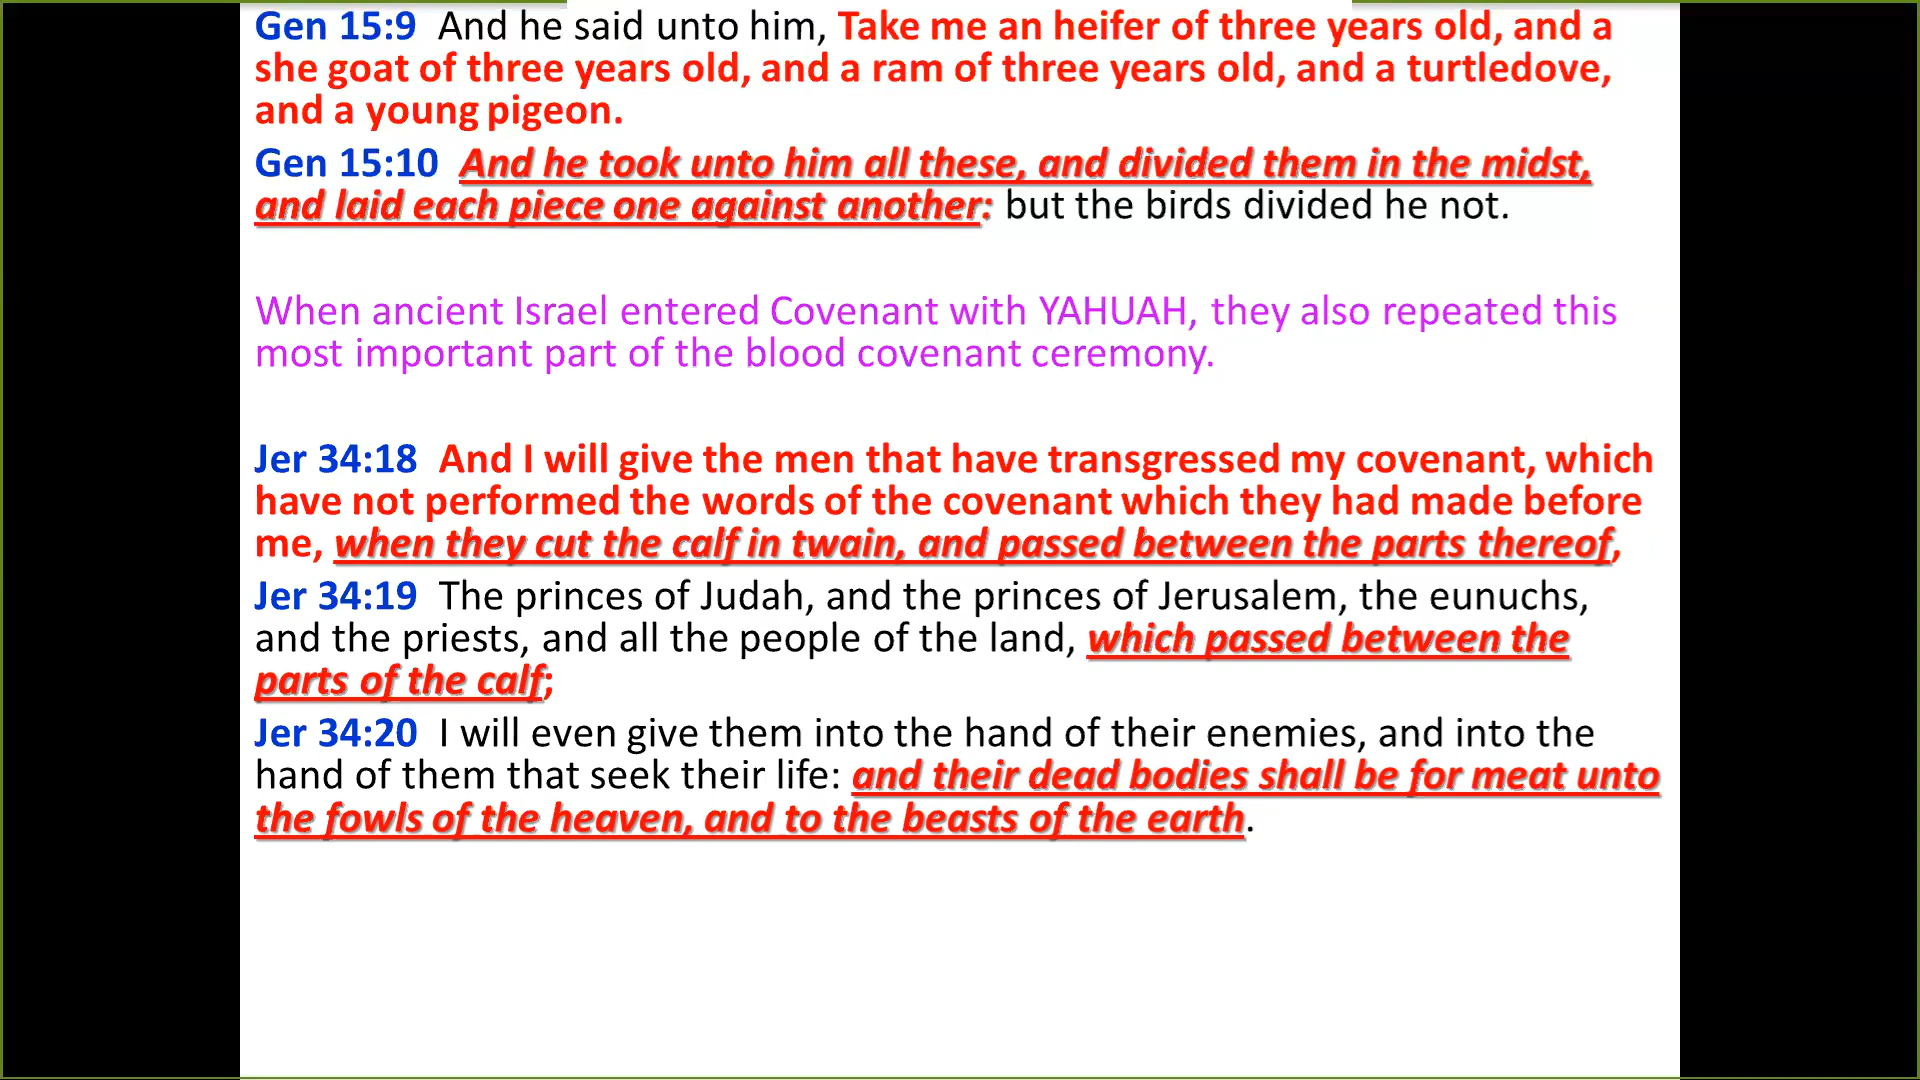 Gen 15:9  And he said unto him, Take me an heifer of three years old, and a
she goat of three years old, and a ram of three years old, and a turtledove,
and a young pigeon.
Gen 15:10  And he took unto him all these, and divided them in the midst,
and laid each piece one against another: but the birds divided he not.
When ancient Israel entered Covenant with YAHUAH, they also repeated this
most important part of the blood covenant ceremony.
Jer 34:18  And I will give the men that have transgressed my covenant, which
have not performed the words of the covenant which they had made before
me, when they cut the calf in twain, and passed between the parts thereof,
Jer 34:19  The princes of Judah, and the princes of Jerusalem, the eunuchs,
and the priests, and all the people of the land, which passed between the
parts of the calf;
Jer 34:20  I will even give them into the hand of their enemies, and into the
hand of them that seek their life: and their dead bodies shall be for meat unto
the fowls of the heaven, and to the beasts of the earth.